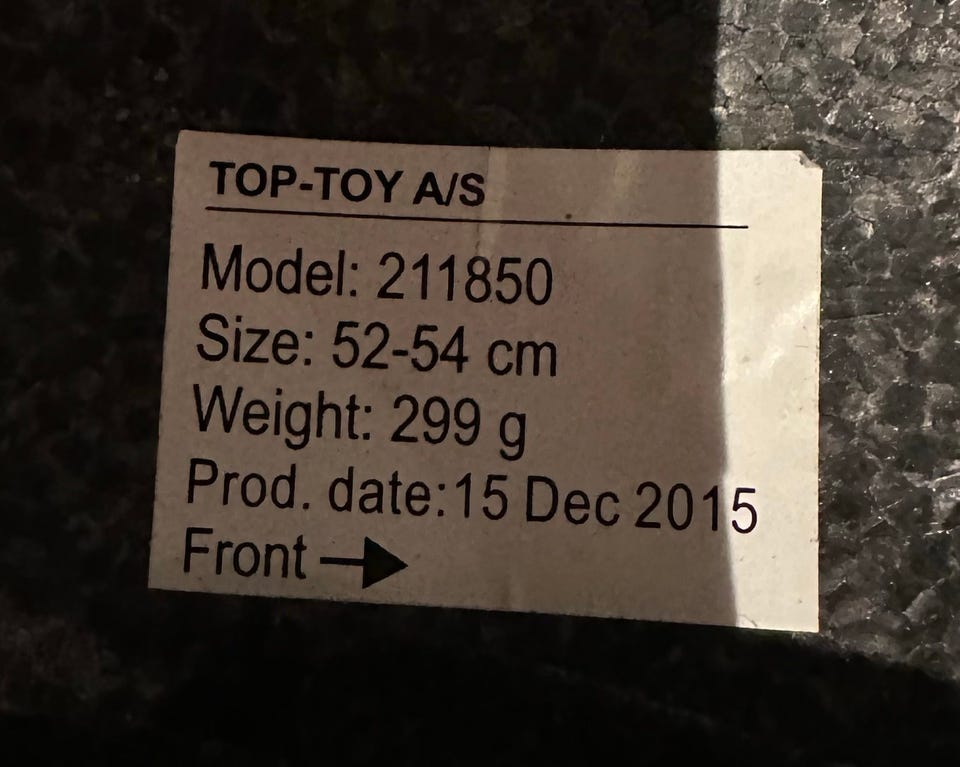 TOP-TOY A/S
Model: 211850
Size: 52-54 cm
Weight: 299 g
Prod. date:15 Dec 2015
Front →